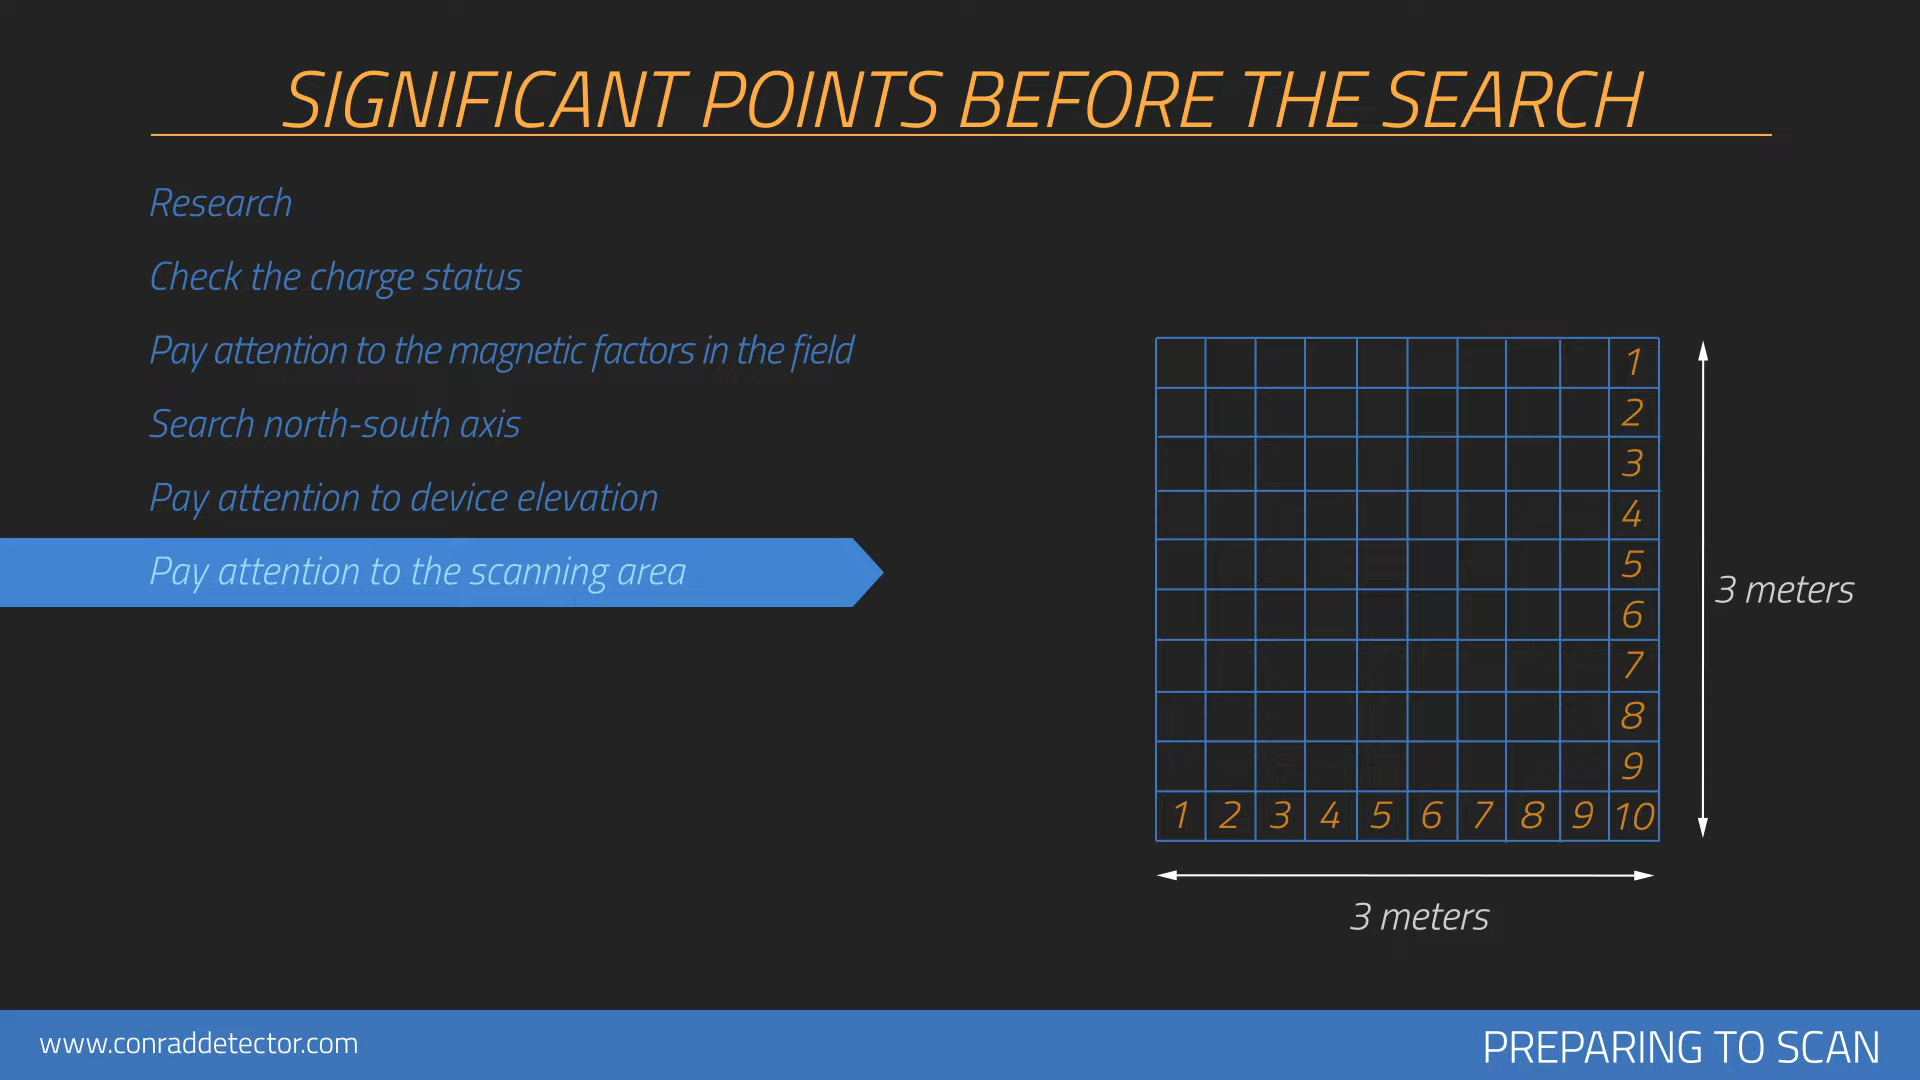 SIGNIFICANT POINTS BEFORE THE SEARCH
Research
Check the charge status
Pay attention to the magnetic factors in the field
Search north-south axis
Pay attention to device elevation
Pay attention to the scanning area
1
2
3
4
5
6
7
8
9
1 2 3 4 5 6 7 8 9 10
3 meters
3 meters
www.conraddetector.com
PREPARING TO SCAN